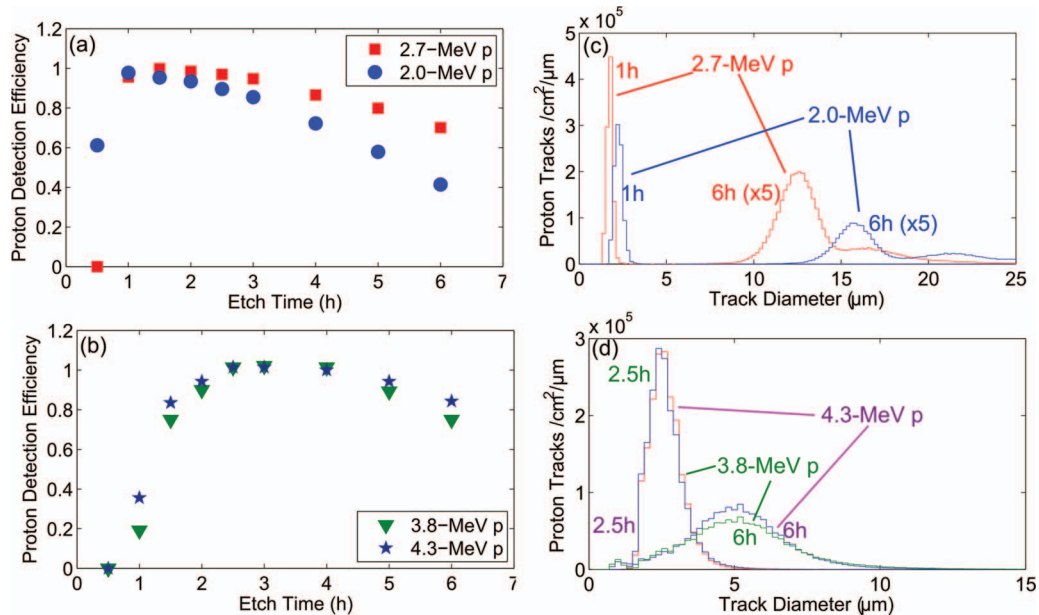 (a)
2.7−MeV p
2.0−MeV p
Proton Detection Efficiency
1.2
1
0.8
0.6
0.4
0.2
0
0 1 2 3 4 5 6 7
Etch Time (h)
(c)
x 10⁵
5
4
3
2
1
0
Proton Tracks /cm²/µm
1h
2.7-MeV p
2.0-MeV p
1h
6h (x5)
6h (x5)
0 5 10 15 20 25
Track Diameter (µm)
(b)
Proton Detection Efficiency
1.2
1
0.8
0.6
0.4
0.2
0
3.8−MeV p
4.3−MeV p
0 1 2 3 4 5 6 7
Etch Time (h)
(d)
x 10⁵
3
2
1
0
Proton Tracks /cm²/µm
2.5h
4.3-MeV p
3.8-MeV p
2.5h
6h
6h
5 10 15
Track Diameter (µm)